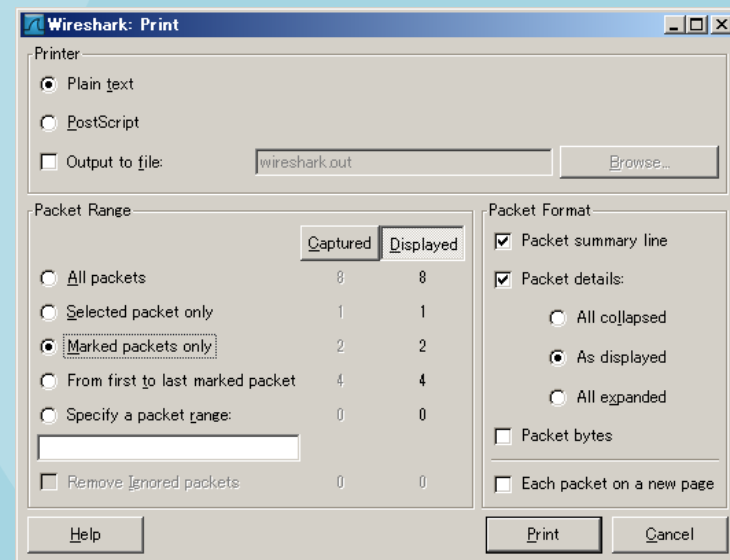 Wireshark: Print
Printer
Plain text
PostScript
Output to file: wireshark.out Browse...
Packet Range
Captured Displayed
All packets 8 8
Selected packet only 1 1
Marked packets only 2 2
From first to last marked packet 4 4
Specify a packet range: 0 0
Remove Ignored packets 0 0
Packet Format
Packet summary line
Packet details:
All collapsed
As displayed
All expanded
Packet bytes
Each packet on a new page
Help Print Cancel